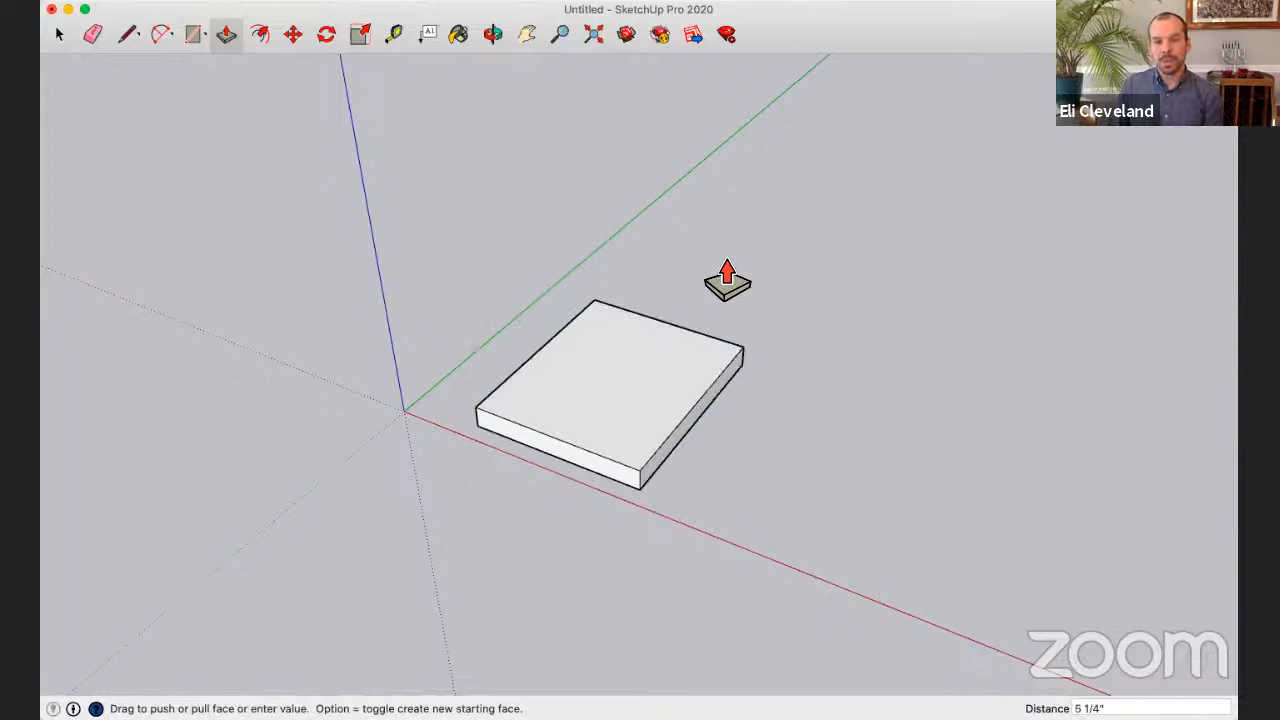 Untitled - SketchUp Pro 2020
A1
Eli Cleveland
zoom
Drag to push or pull face or enter value. Option = toggle create new starting face.
Distance 5 1/4"